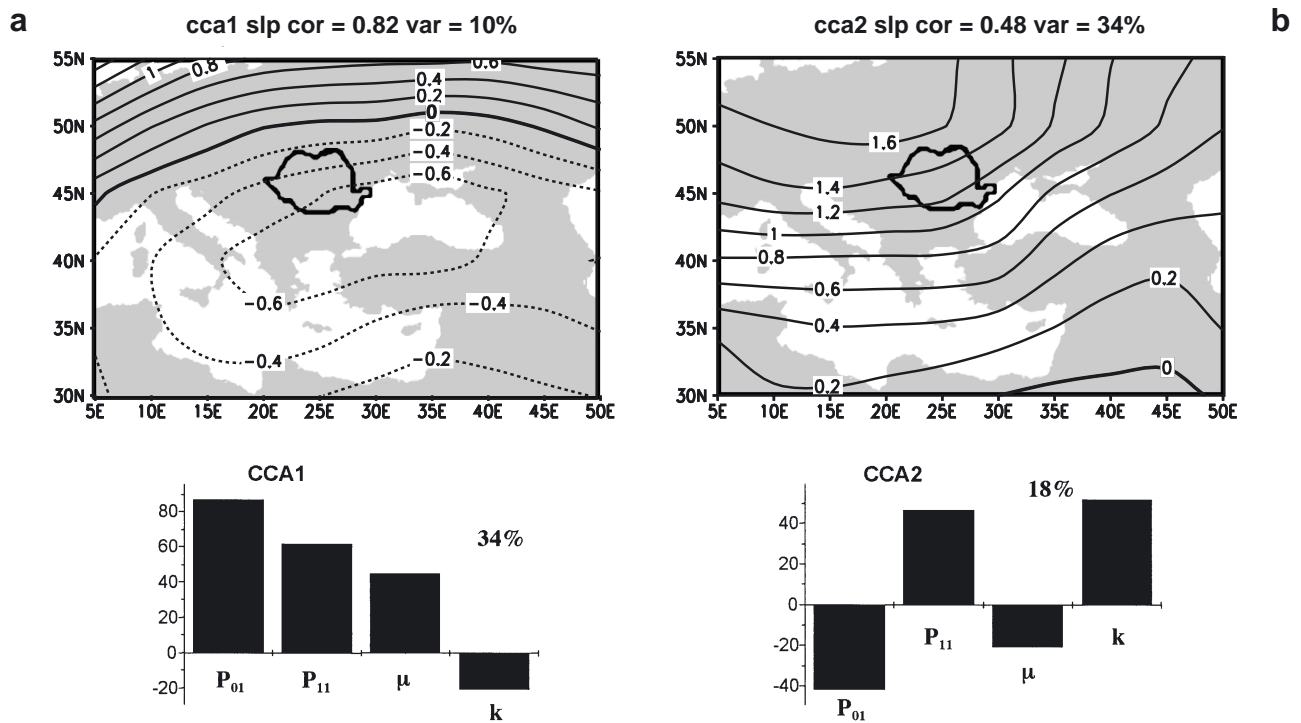 a
cca1 slp cor = 0.82 var = 10%
55N
50N
45N
40N
35N
30N
5E 10E 15E 20E 25E 30E 35E 40E 45E 50E
1
0.8
0.6
0.4
0.2
0
−0.2
−0.4
−0.6
−0.6
−0.4
−0.4
−0.2
b
cca2 slp cor = 0.48 var = 34%
55N
50N
45N
40N
35N
30N
5E 10E 15E 20E 25E 30E 35E 40E 45E 50E
1.6
1.4
1.2
1
0.8
0.6
0.4
0.2
0.2
0
CCA1
34%
80
60
40
20
0
-20
P01 P11 μ k
CCA2
18%
40
20
0
-20
-40
P01 P11 μ k